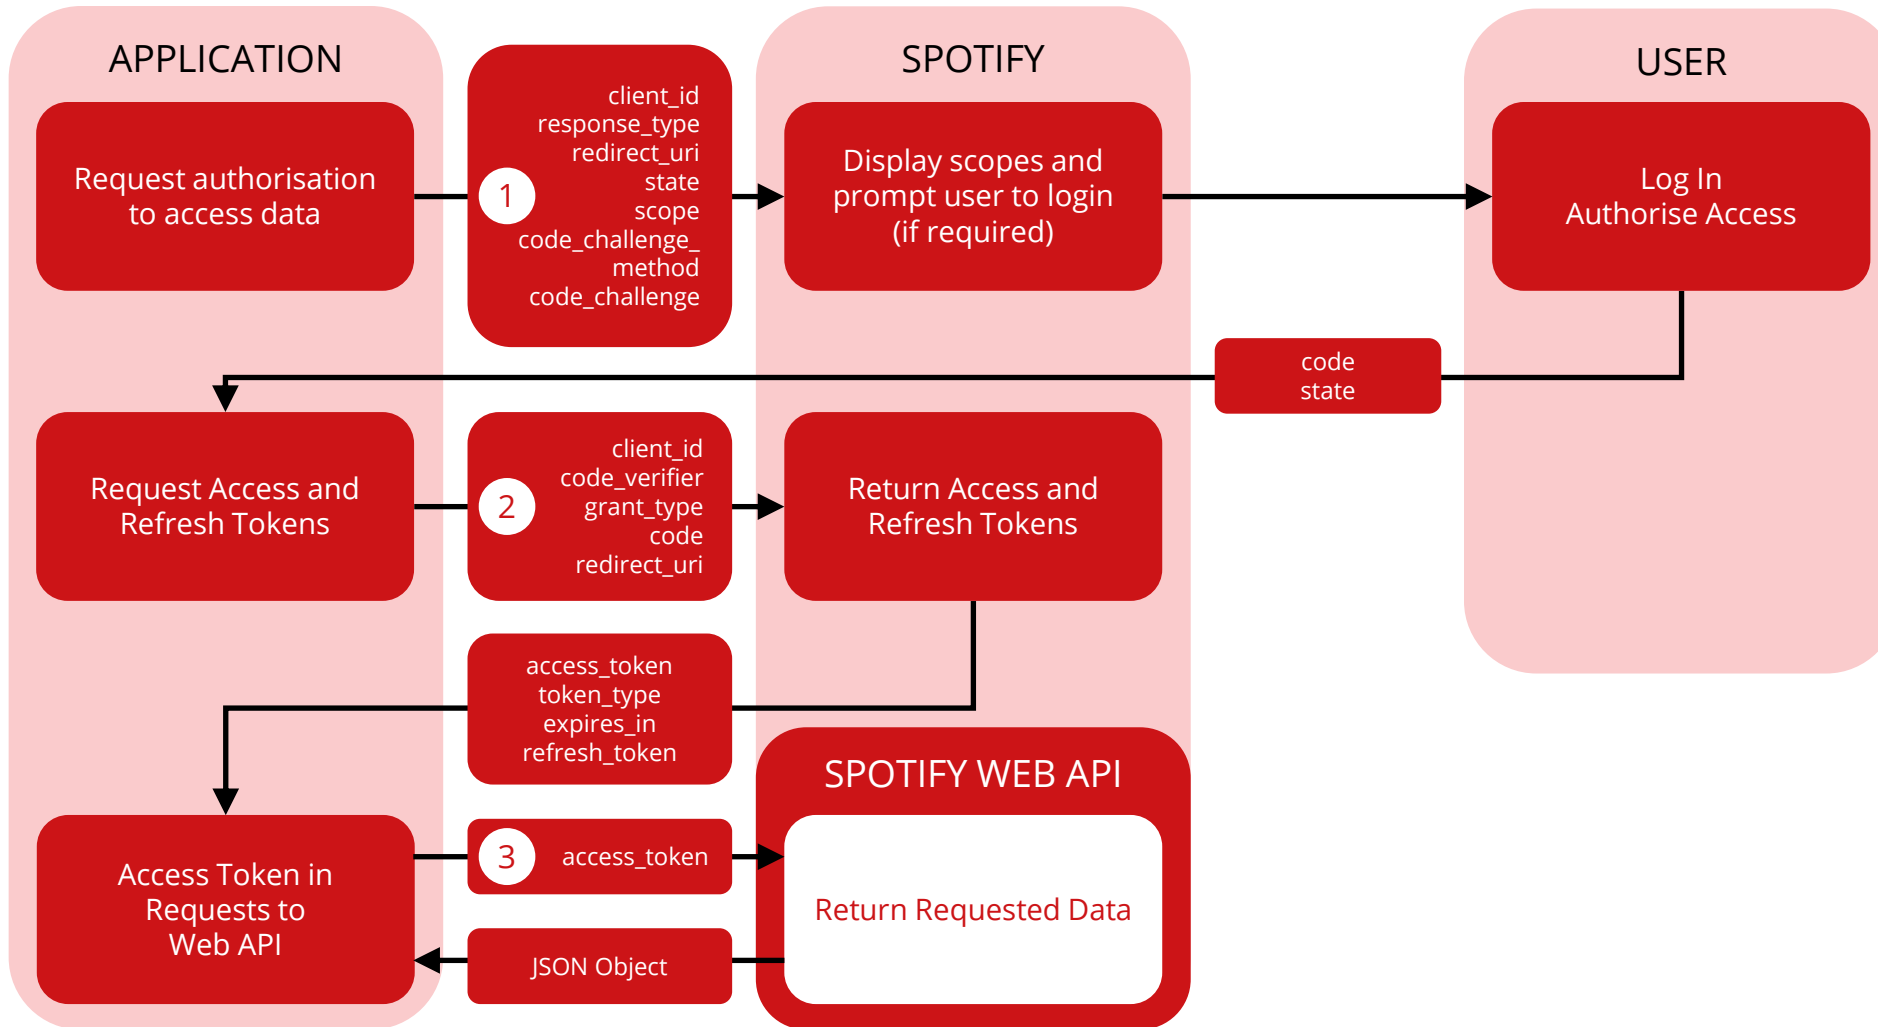 APPLICATION
SPOTIFY
USER
Request authorisation
to access data
1
client_id
response_type
redirect_uri
state
scope
code_challenge_
method
code_challenge
Display scopes and
prompt user to login
(if required)
Log In
Authorise Access
code
state
Request Access and
Refresh Tokens
2
client_id
code_verifier
grant_type
code
redirect_uri
Return Access and
Refresh Tokens
access_token
token_type
expires_in
refresh_token
SPOTIFY WEB API
Access Token in
Requests to
Web API
3
access_token
Return Requested Data
JSON Object